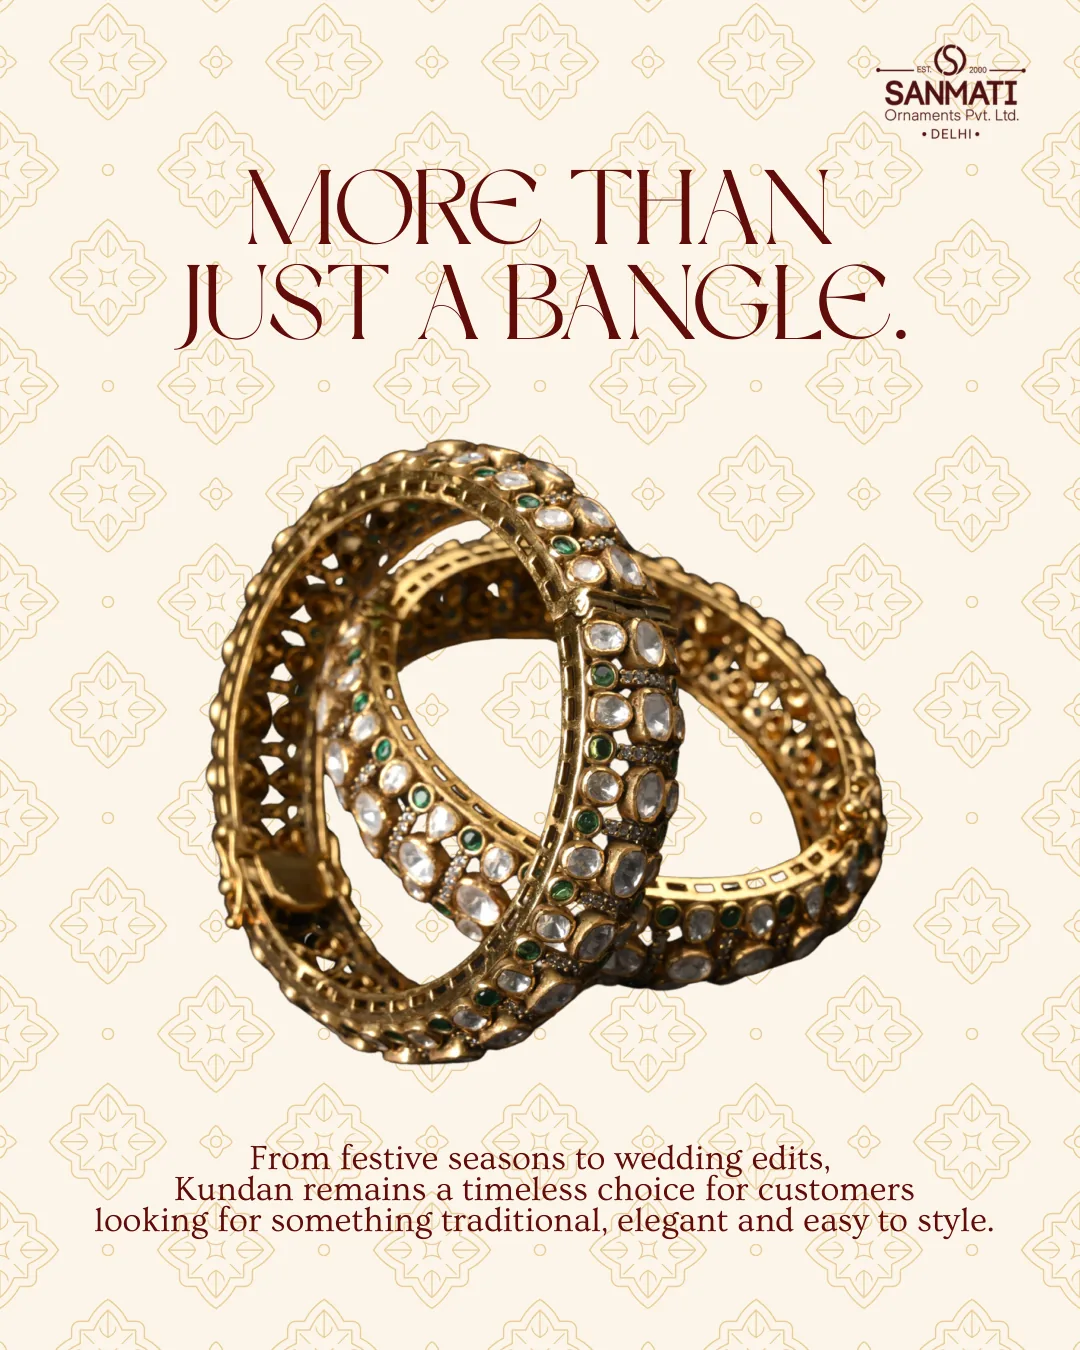 EST. 2000
SANMATI
Ornaments Pvt. Ltd.
• DELHI •
MORE THAN
JUST A BANGLE.
From festive seasons to wedding edits,
Kundan remains a timeless choice for customers
looking for something traditional, elegant and easy to style.